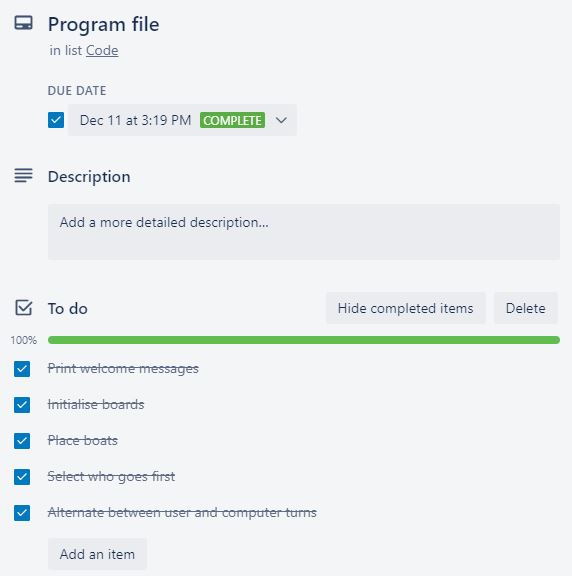 Program file
in list Code
DUE DATE
Dec 11 at 3:19 PM COMPLETE
Description
Add a more detailed description...
To do Hide completed items Delete
100%
Print welcome messages
Initialise boards
Place boats
Select who goes first
Alternate between user and computer turns
Add an item